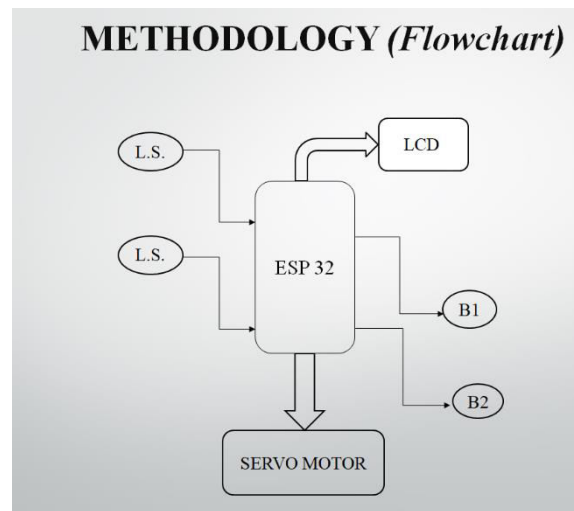 METHODOLOGY (Flowchart)
LCD
L.S.
L.S.
ESP 32
B1
B2
SERVO MOTOR